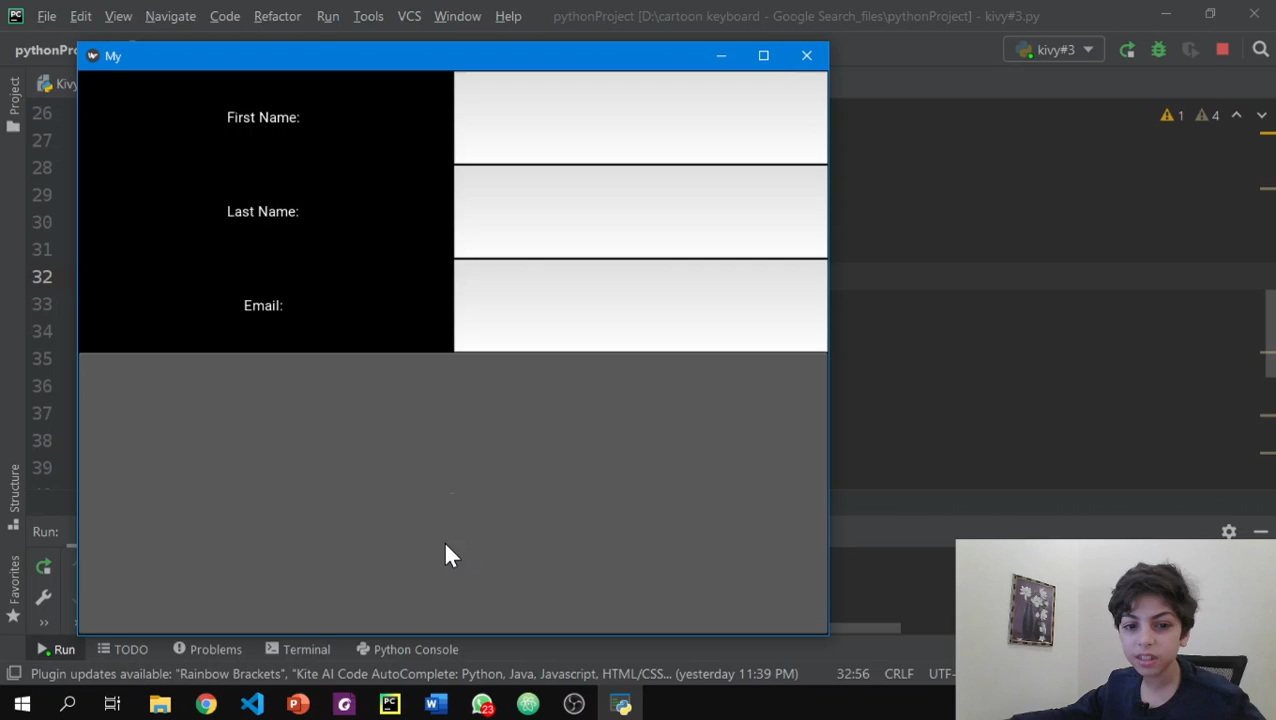 File Edit View Navigate Code Refactor Run Tools VCS Window Help pythonProject [D:\cartoon keyboard - Google Search_files\pythonProject] - kivy#3.py
pythonPr
kivy#3
My
Project
Kivy
26
27
28
29
30
31
32
33
34
35
36
37
38
39
1 4
First Name:
Last Name:
Email:
Structure
Favorites
Run:
Run TODO Problems Terminal Python Console
Plugin updates available: "Rainbow Brackets", "Kite AI Code AutoComplete: Python, Java, Javascript, HTML/CSS... (yesterday 11:39 PM) 32:56 CRLF UTF-
23